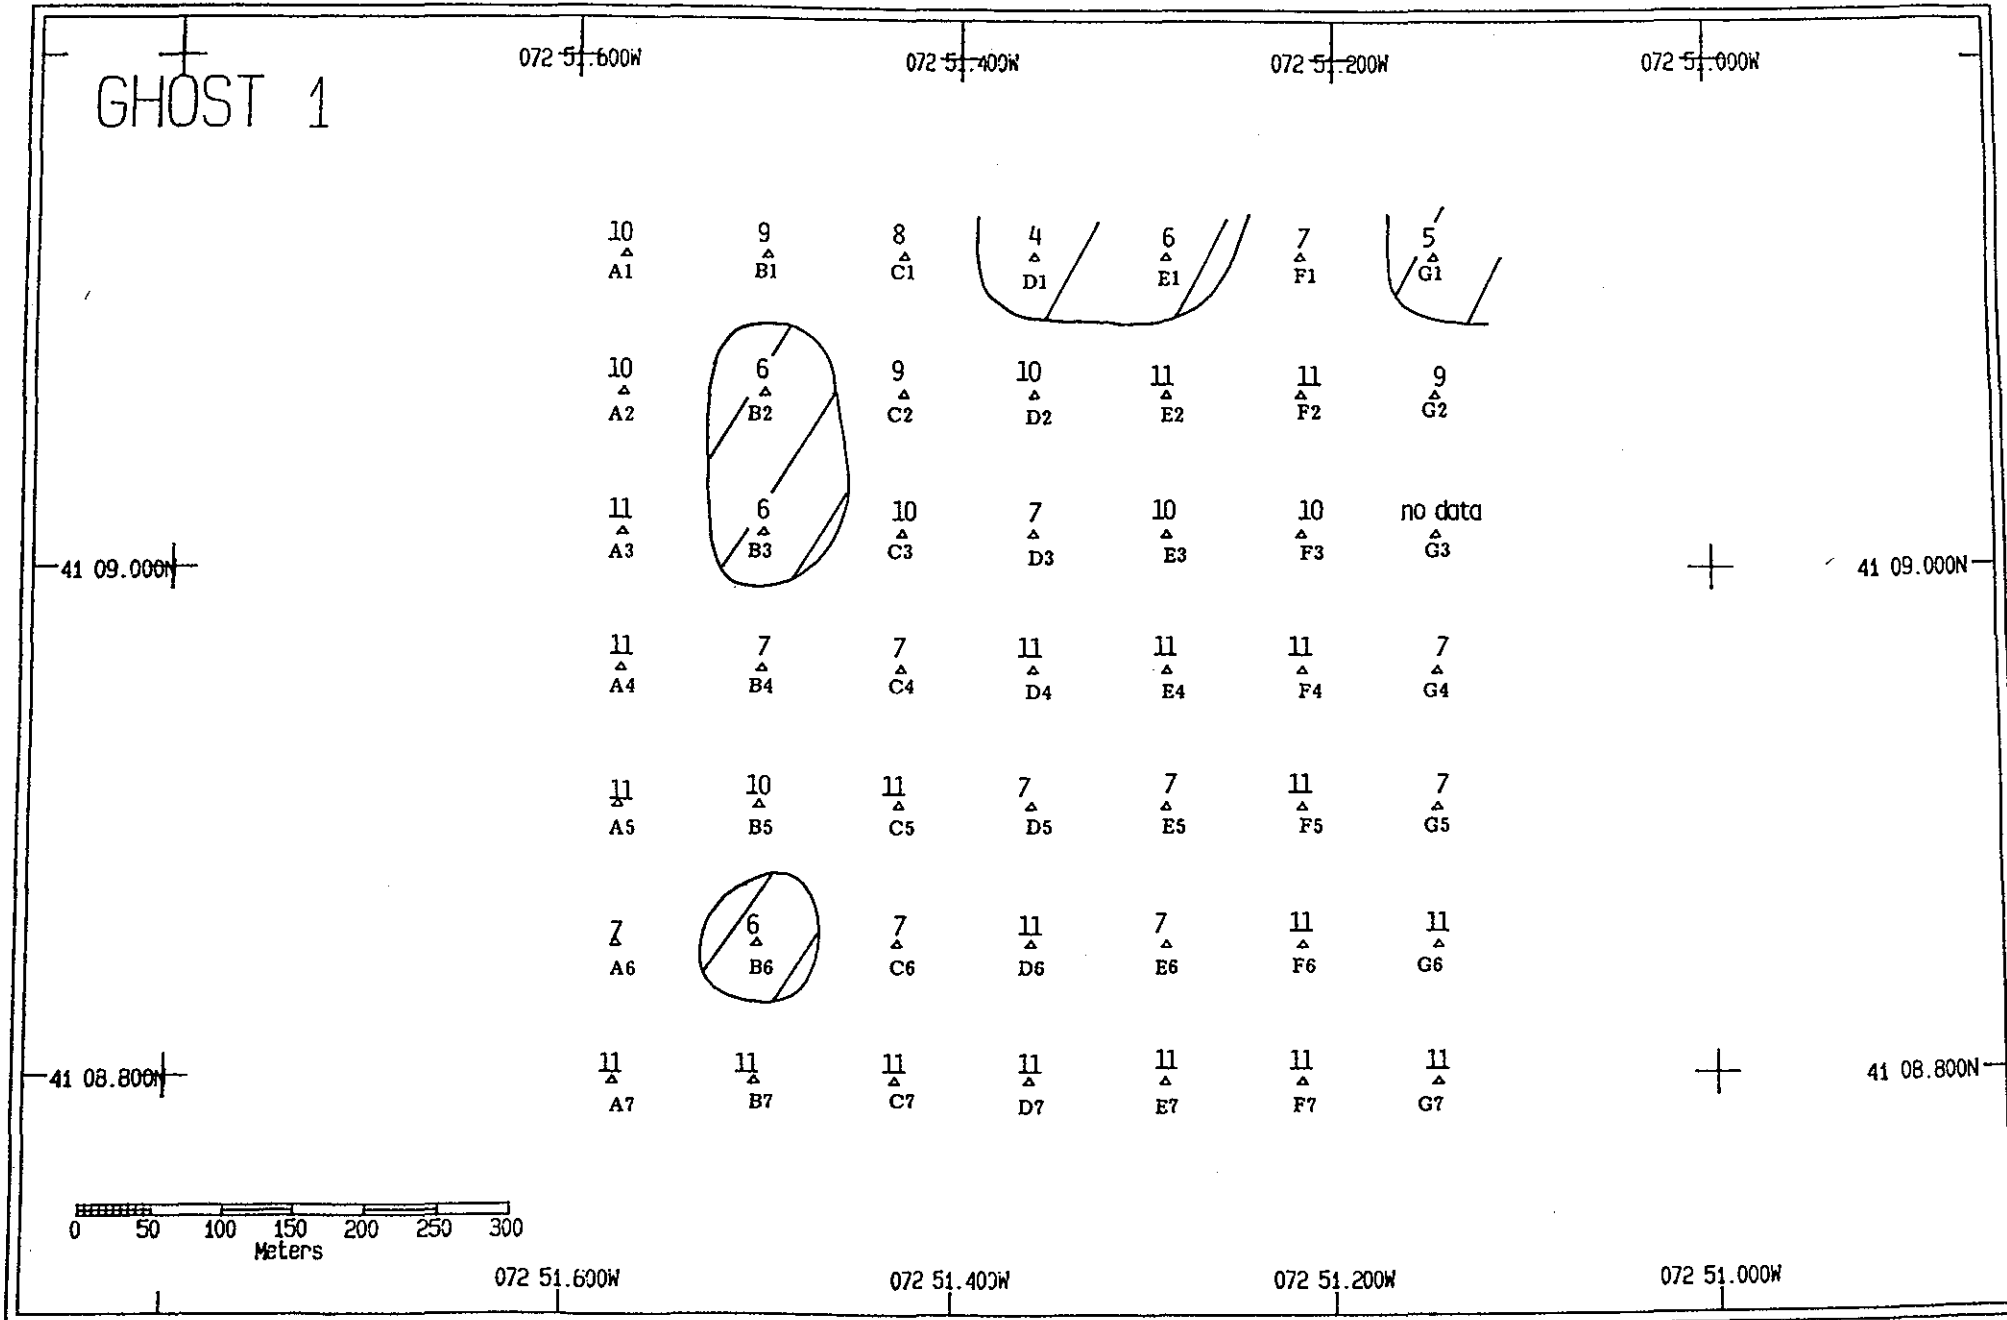 072 51.600W 072 51.400W 072 51.200W 072 51.000W
GHOST 1
10 9 8 4 6 7 5
A1 B1 C1 D1 E1 F1 G1
10 6 9 10 11 11 9
A2 B2 C2 D2 E2 F2 G2
11 6 10 7 10 10 no data
A3 B3 C3 D3 E3 F3 G3
41 09.000N 41 09.000N
11 7 7 11 11 11 7
A4 B4 C4 D4 E4 F4 G4
11 10 11 7 7 11 7
A5 B5 C5 D5 E5 F5 G5
7 6 7 11 7 11 11
A6 B6 C6 D6 E6 F6 G6
11 11 11 11 11 11 11
41 08.800N 41 08.800N
A7 B7 C7 D7 E7 F7 G7
0 50 100 150 200 250 300
Meters
072 51.600W 072 51.400W 072 51.200W 072 51.000W